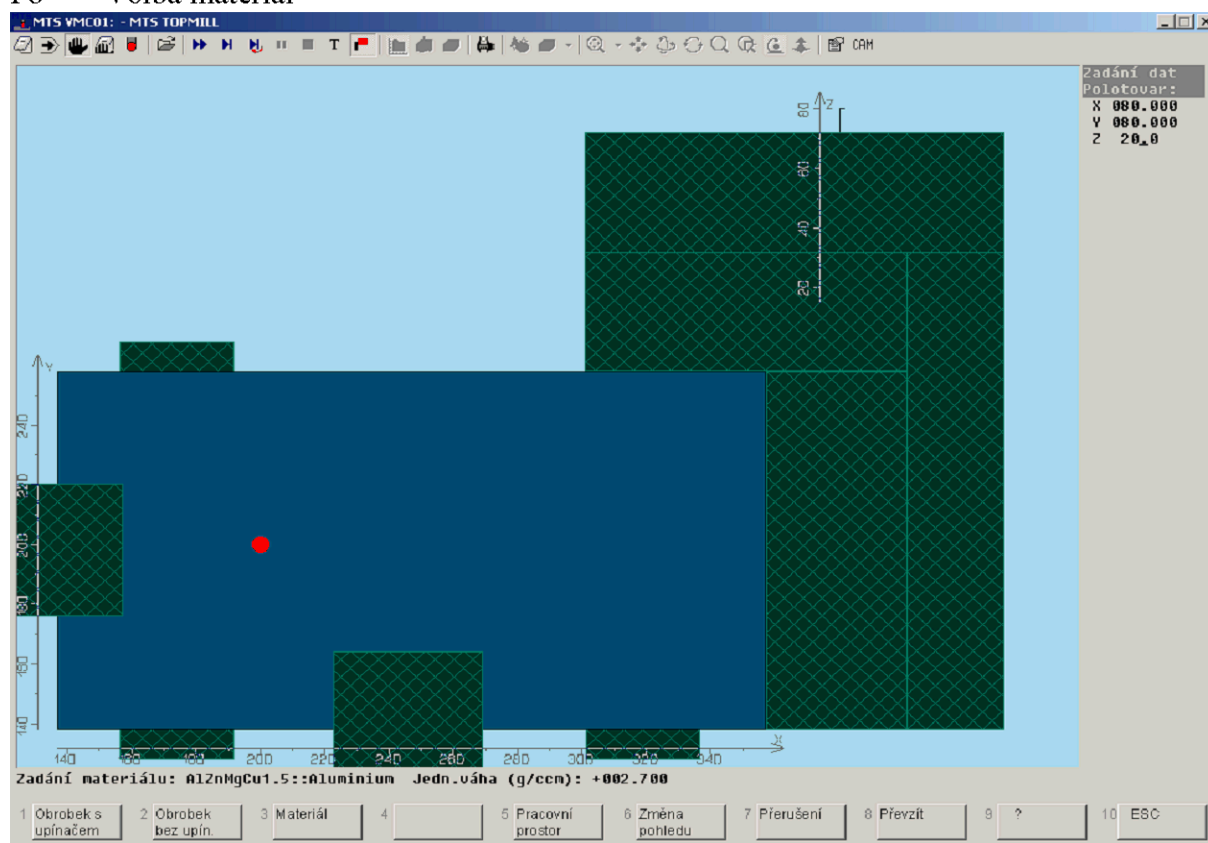 MTS VMC01: - MTS TOPMILL
T CAM
Zadání dat
Polotovar:
X 080.000
Y 080.000
Z 20.0
Z
80
60
40
20
Y
240
220
200
180
160
140
X
140 180 200 220 240 260 280 300 320 340
Zadání materiálu: AlZnMgCu1.5::Aluminium Jedn.váha (g/ccm): +002.700
1 Obrobek s upínačem
2 Obrobek bez upín.
3 Materiál
4
5 Pracovní prostor
6 Změna pohledu
7 Přerušení
8 Převzít
9 ?
10 ESC